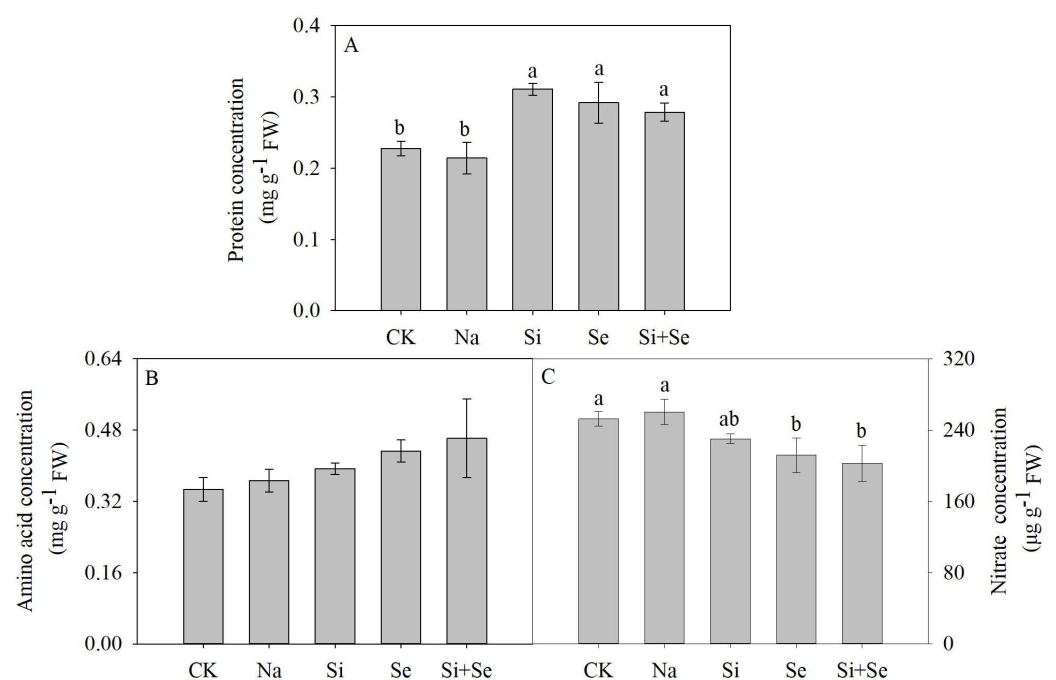 A
Protein concentration
(mg g-1 FW)
0.4
0.3
0.2
0.1
0.0
b
b
a
a
a
CK Na Si Se Si+Se
B
Amino acid concentration
(mg g-1 FW)
0.64
0.48
0.32
0.16
0.00
CK Na Si Se Si+Se
C
a
a
ab
b
b
320
240
160
80
0
Nitrate concentration
(μg g-1 FW)
CK Na Si Se Si+Se